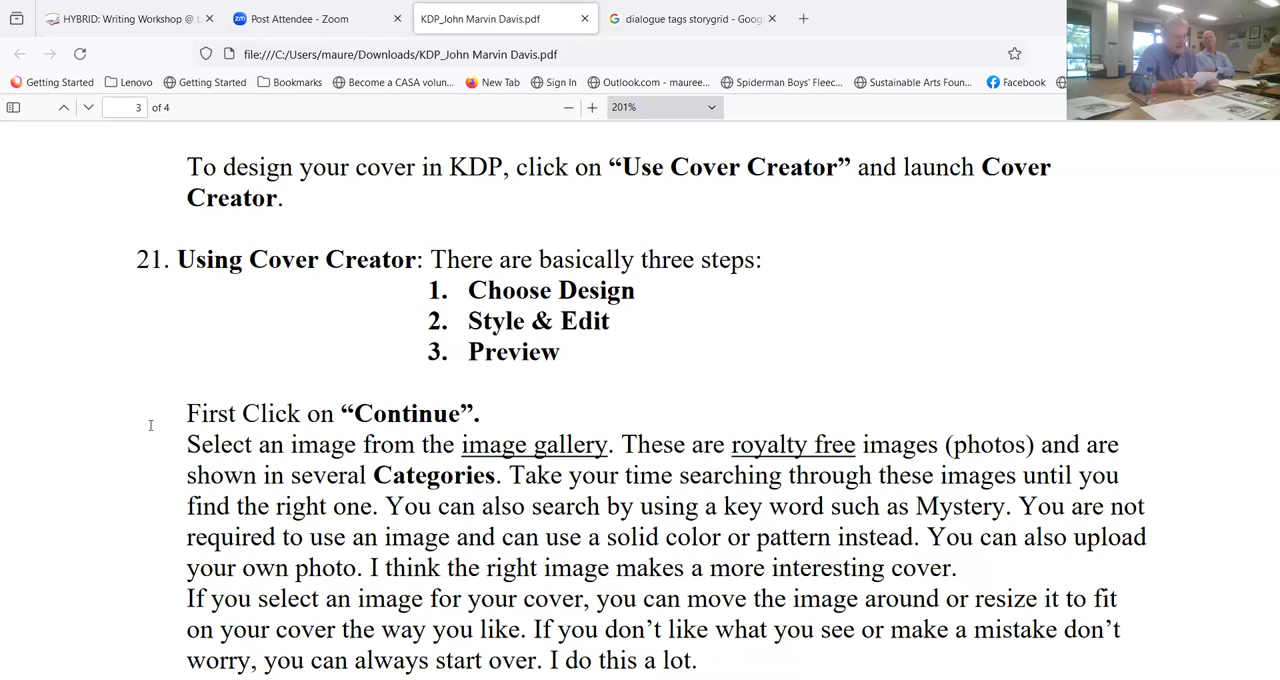 HYBRID: Writing Workshop @ L
Post Attendee - Zoom
KDP_John Marvin Davis.pdf
dialogue tags storygrid - Goog
file:///C:/Users/maure/Downloads/KDP_John Marvin Davis.pdf
Getting Started
Lenovo
Getting Started
Bookmarks
Become a CASA volun...
New Tab
Sign In
Outlook.com - mauree...
Spiderman Boys' Fleec...
Sustainable Arts Foun...
Facebook
3 of 4
201%
To design your cover in KDP, click on “Use Cover Creator” and launch Cover
Creator.
21. Using Cover Creator: There are basically three steps:
1. Choose Design
2. Style & Edit
3. Preview
First Click on “Continue”.
Select an image from the image gallery. These are royalty free images (photos) and are
shown in several Categories. Take your time searching through these images until you
find the right one. You can also search by using a key word such as Mystery. You are not
required to use an image and can use a solid color or pattern instead. You can also upload
your own photo. I think the right image makes a more interesting cover.
If you select an image for your cover, you can move the image around or resize it to fit
on your cover the way you like. If you don’t like what you see or make a mistake don’t
worry, you can always start over. I do this a lot.